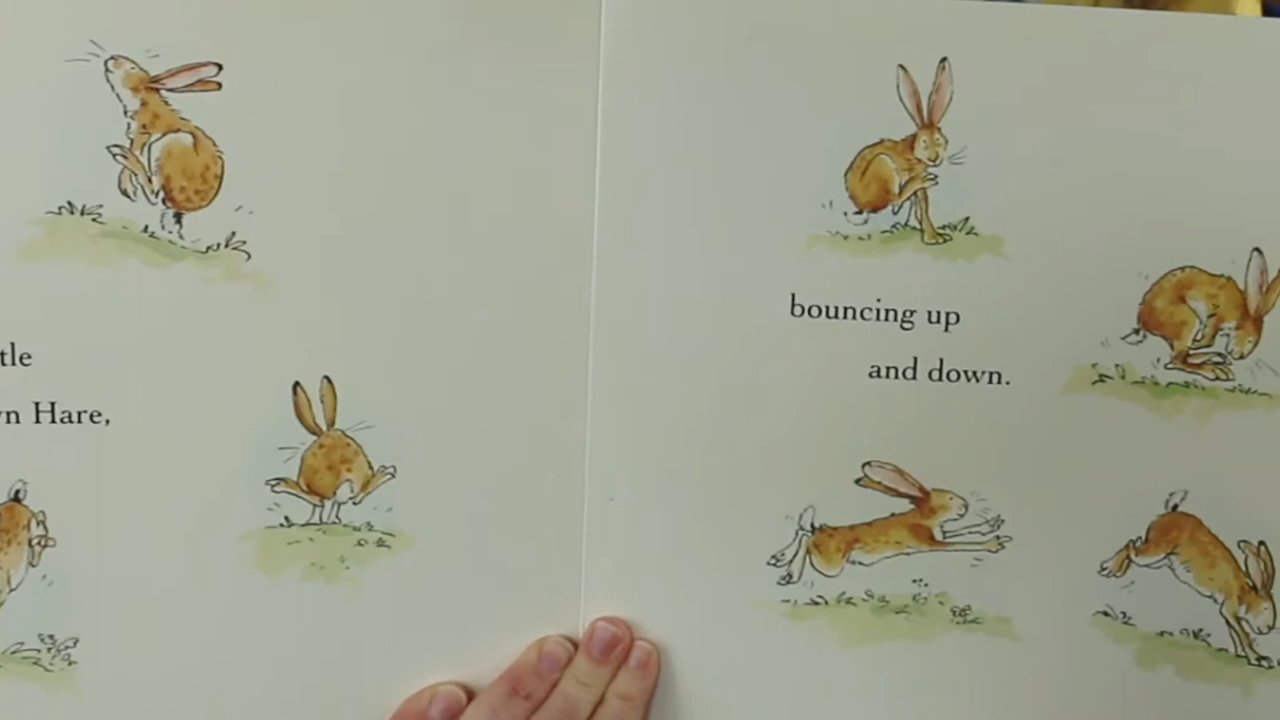 tle
n Hare,
bouncing up
and down.